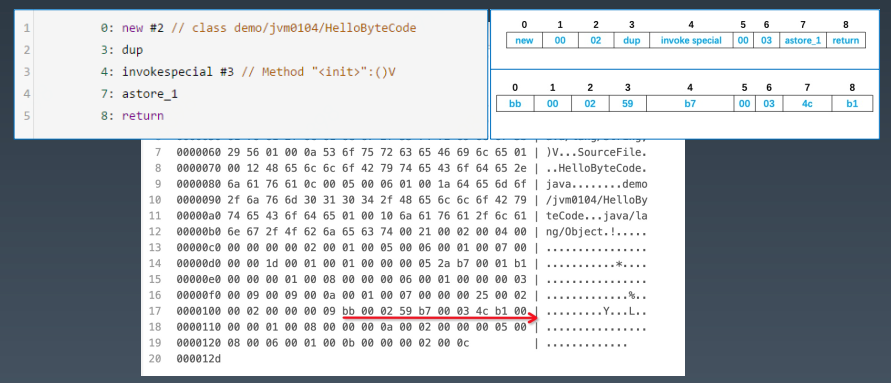 1 0: new #2 // class demo/jvm0104/HelloByteCode
2 3: dup
3 4: invokespecial #3 // Method "<init>":()V
4 7: astore_1
5 8: return
0 1 2 3 4 5 6 7 8
new 00 02 dup invoke special 00 03 astore_1 return
0 1 2 3 4 5 6 7 8
bb 00 02 59 b7 00 03 4c b1
7 0000060 29 56 01 00 0a 53 6f 75 72 63 65 46 69 6c 65 01 | )V...SourceFile.
8 0000070 00 12 48 65 6c 6c 6f 42 79 74 65 43 6f 64 65 2e | ..HelloByteCode.
9 0000080 6a 61 76 61 0c 00 05 00 06 01 00 1a 64 65 6d 6f | java........demo
10 0000090 2f 6a 76 6d 30 31 30 34 2f 48 65 6c 6c 6f 42 79 | /jvm0104/HelloBy
11 00000a0 74 65 43 6f 64 65 01 00 10 6a 61 76 61 2f 6c 61 | teCode...java/la
12 00000b0 6e 67 2f 4f 62 6a 65 63 74 00 21 00 02 00 04 00 | ng/Object.!.....
13 00000c0 00 00 00 00 02 00 01 00 05 00 06 00 01 00 07 00 | ................
14 00000d0 00 00 1d 00 01 00 01 00 00 00 05 2a b7 00 01 b1 | ...........*....
15 00000e0 00 00 00 01 00 08 00 00 00 06 00 01 00 00 00 03 | ................
16 00000f0 00 09 00 09 00 0a 00 01 00 07 00 00 00 25 00 02 | .............%..
17 0000100 00 02 00 00 00 09 bb 00 02 59 b7 00 03 4c b1 00 | .........Y...L..
18 0000110 00 00 01 00 08 00 00 00 0a 00 02 00 00 00 05 00 | ................
19 0000120 08 00 06 00 01 00 0b 00 00 00 02 00 0c | .............
20 000012d